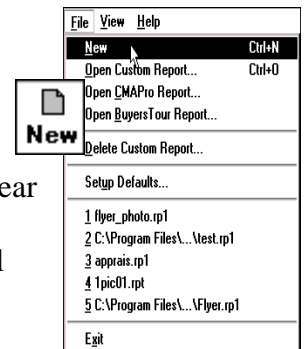 File View Help
New Ctrl+N
Open Custom Report... Ctrl+O
Open CMAPro Report...
Open BuyersTour Report...
New
Delete Custom Report...
ear
Setup Defaults...
1 flyer_photo.rp1
2 C:\Program Files\...\test.rp1
l
3 apprais.rp1
4 1pic01.rpt
5 C:\Program Files\...\Flyer.rp1
Exit